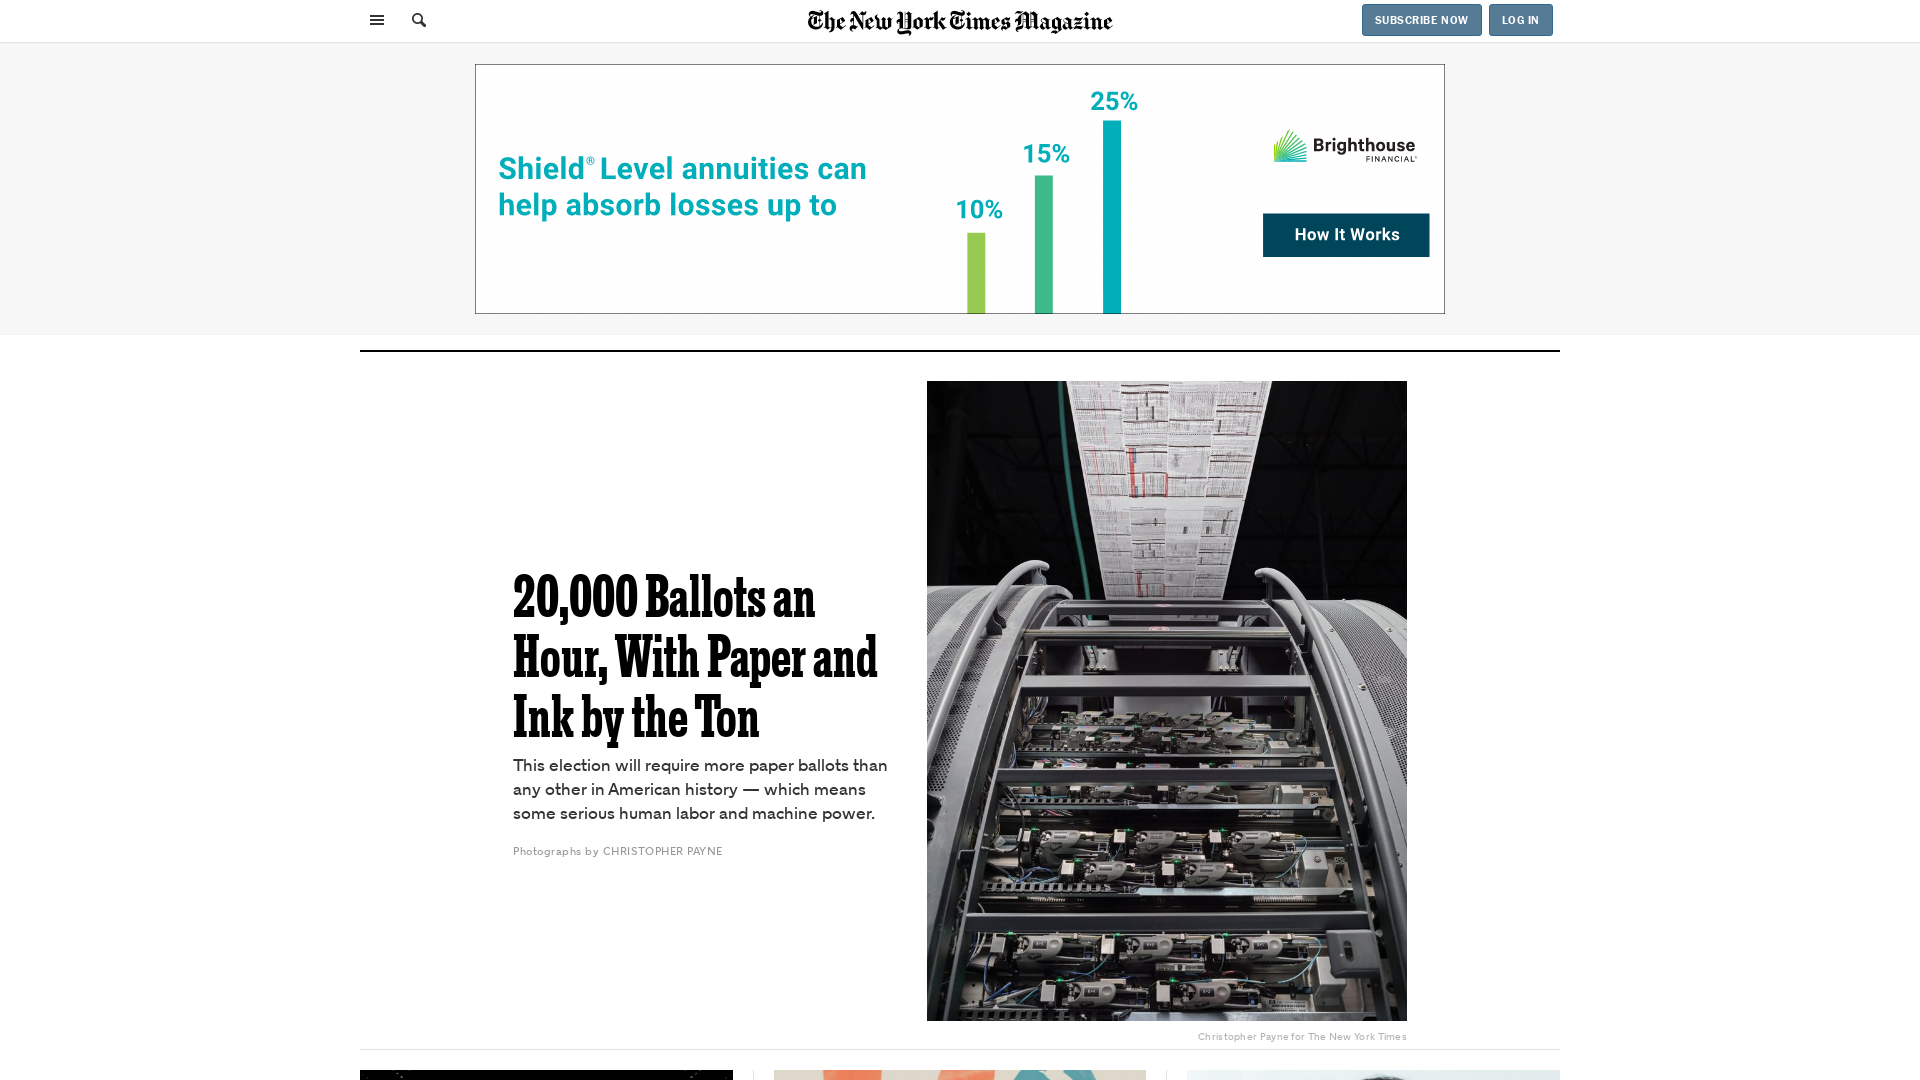 The New York Times Magazine
SUBSCRIBE NOW
LOG IN
Shield® Level annuities can
help absorb losses up to
10%
15%
25%
Brighthouse
FINANCIAL®
How It Works
20,000 Ballots an
Hour, With Paper and
Ink by the Ton
This election will require more paper ballots than
any other in American history — which means
some serious human labor and machine power.
Photographs by CHRISTOPHER PAYNE
Christopher Payne for The New York Times